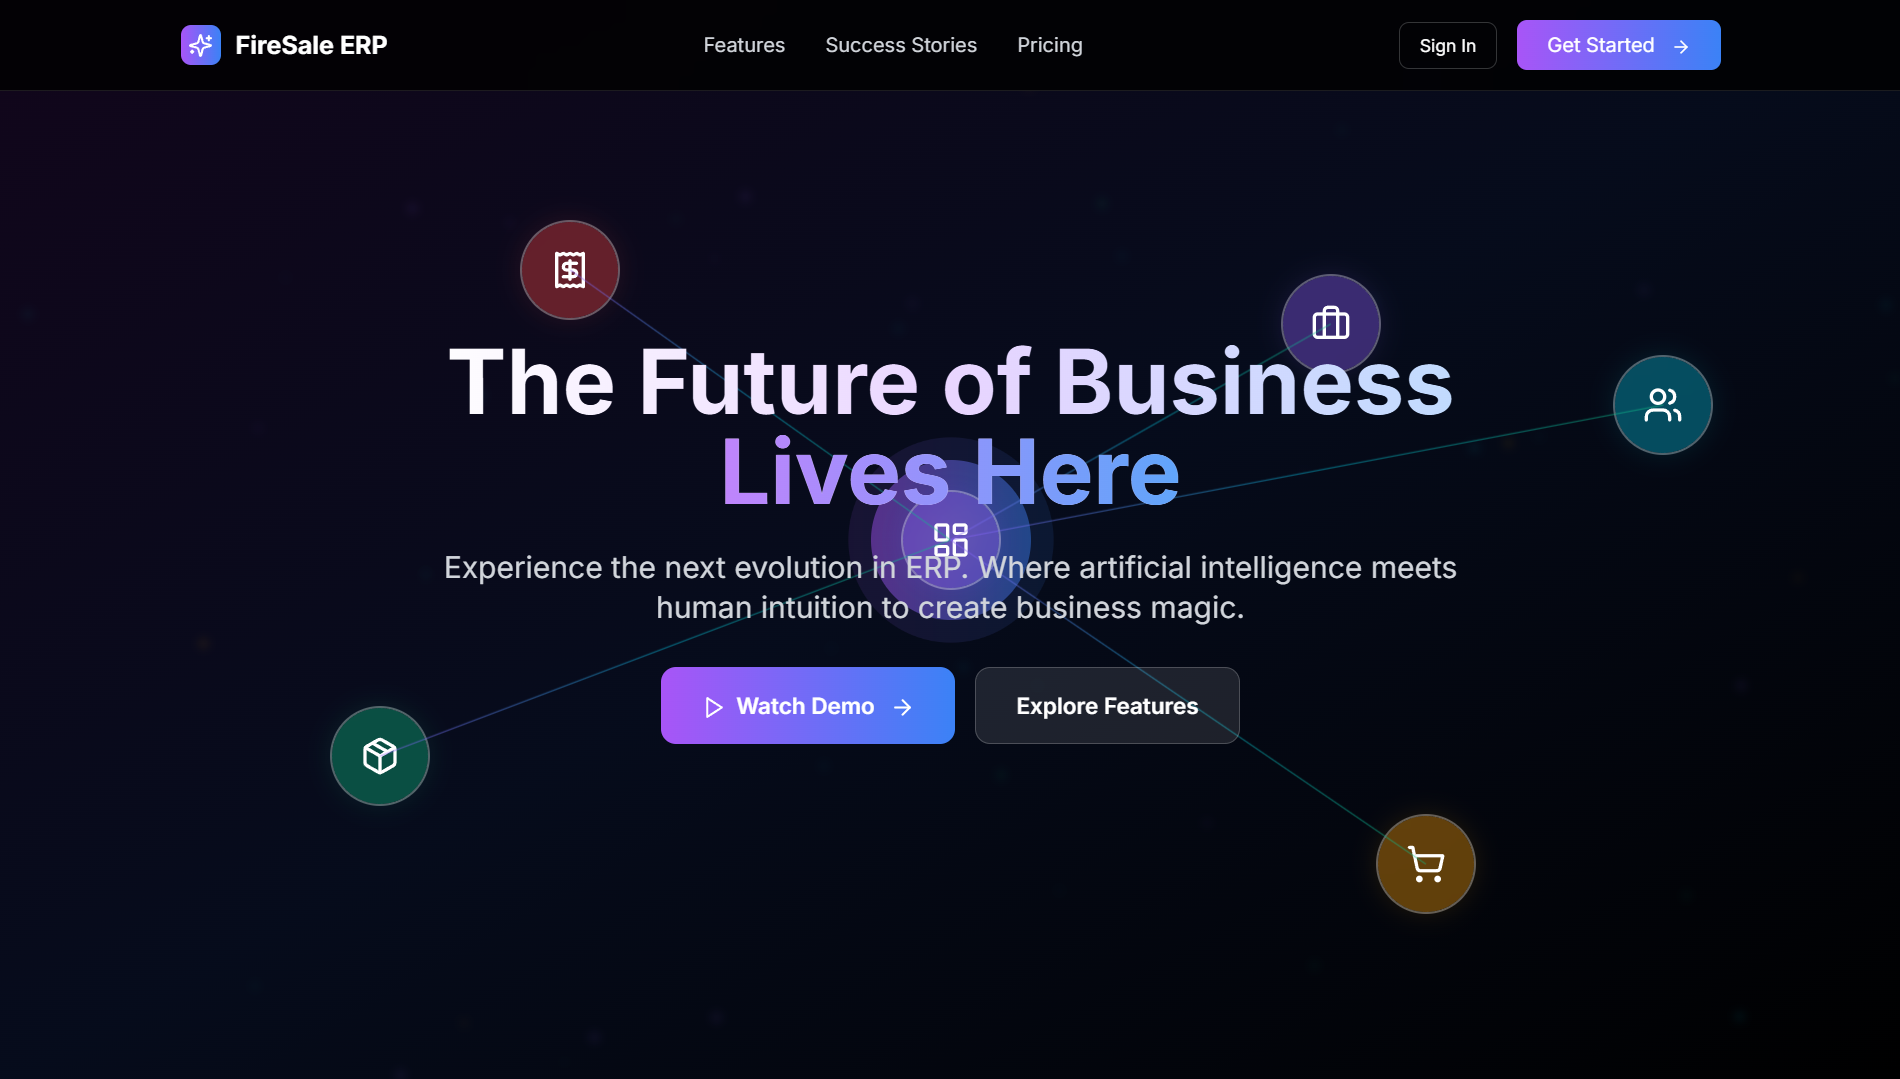 FireSale ERP
Features
Success Stories
Pricing
Sign In
Get Started
The Future of Business
Lives Here
Experience the next evolution in ERP. Where artificial intelligence meets
human intuition to create business magic.
Watch Demo
Explore Features